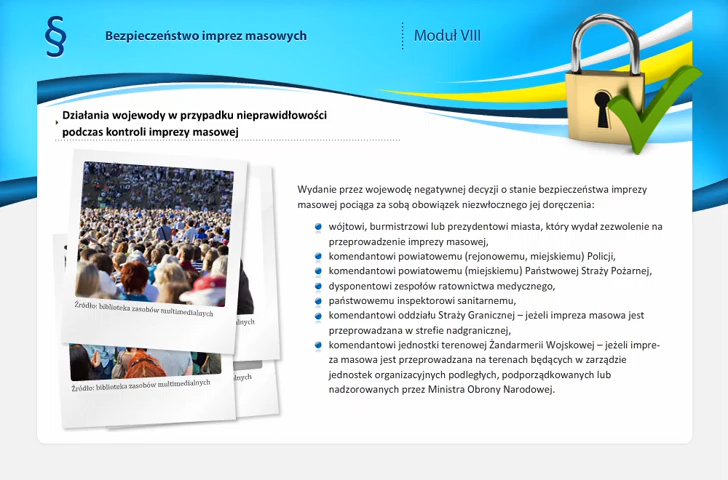 §
Bezpieczeństwo imprez masowych
Moduł VIII
Działania wojewody w przypadku nieprawidłowości
podczas kontroli imprezy masowej
Wydanie przez wojewodę negatywnej decyzji o stanie bezpieczeństwa imprezy
masowej pociąga za sobą obowiązek niezwłocznego jej doręczenia:
wójtowi, burmistrzowi lub prezydentowi miasta, który wydał zezwolenie na
przeprowadzenie imprezy masowej,
komendantowi powiatowemu (rejonowemu, miejskiemu) Policji,
komendantowi powiatowemu (miejskiemu) Państwowej Straży Pożarnej,
dysponentowi zespołów ratownictwa medycznego,
państwowemu inspektorowi sanitarnemu,
komendantowi oddziału Straży Granicznej – jeżeli impreza masowa jest
przeprowadzana w strefie nadgranicznej,
komendantowi jednostki terenowej Żandarmerii Wojskowej – jeżeli impre-
za masowa jest przeprowadzana na terenach będących w zarządzie
jednostek organizacyjnych podległych, podporządkowanych lub
nadzorowanych przez Ministra Obrony Narodowej.
Źródło: biblioteka zasobów multimedialnych
lnych
Źródło: biblioteka zasobów multimedialnych
ialnych